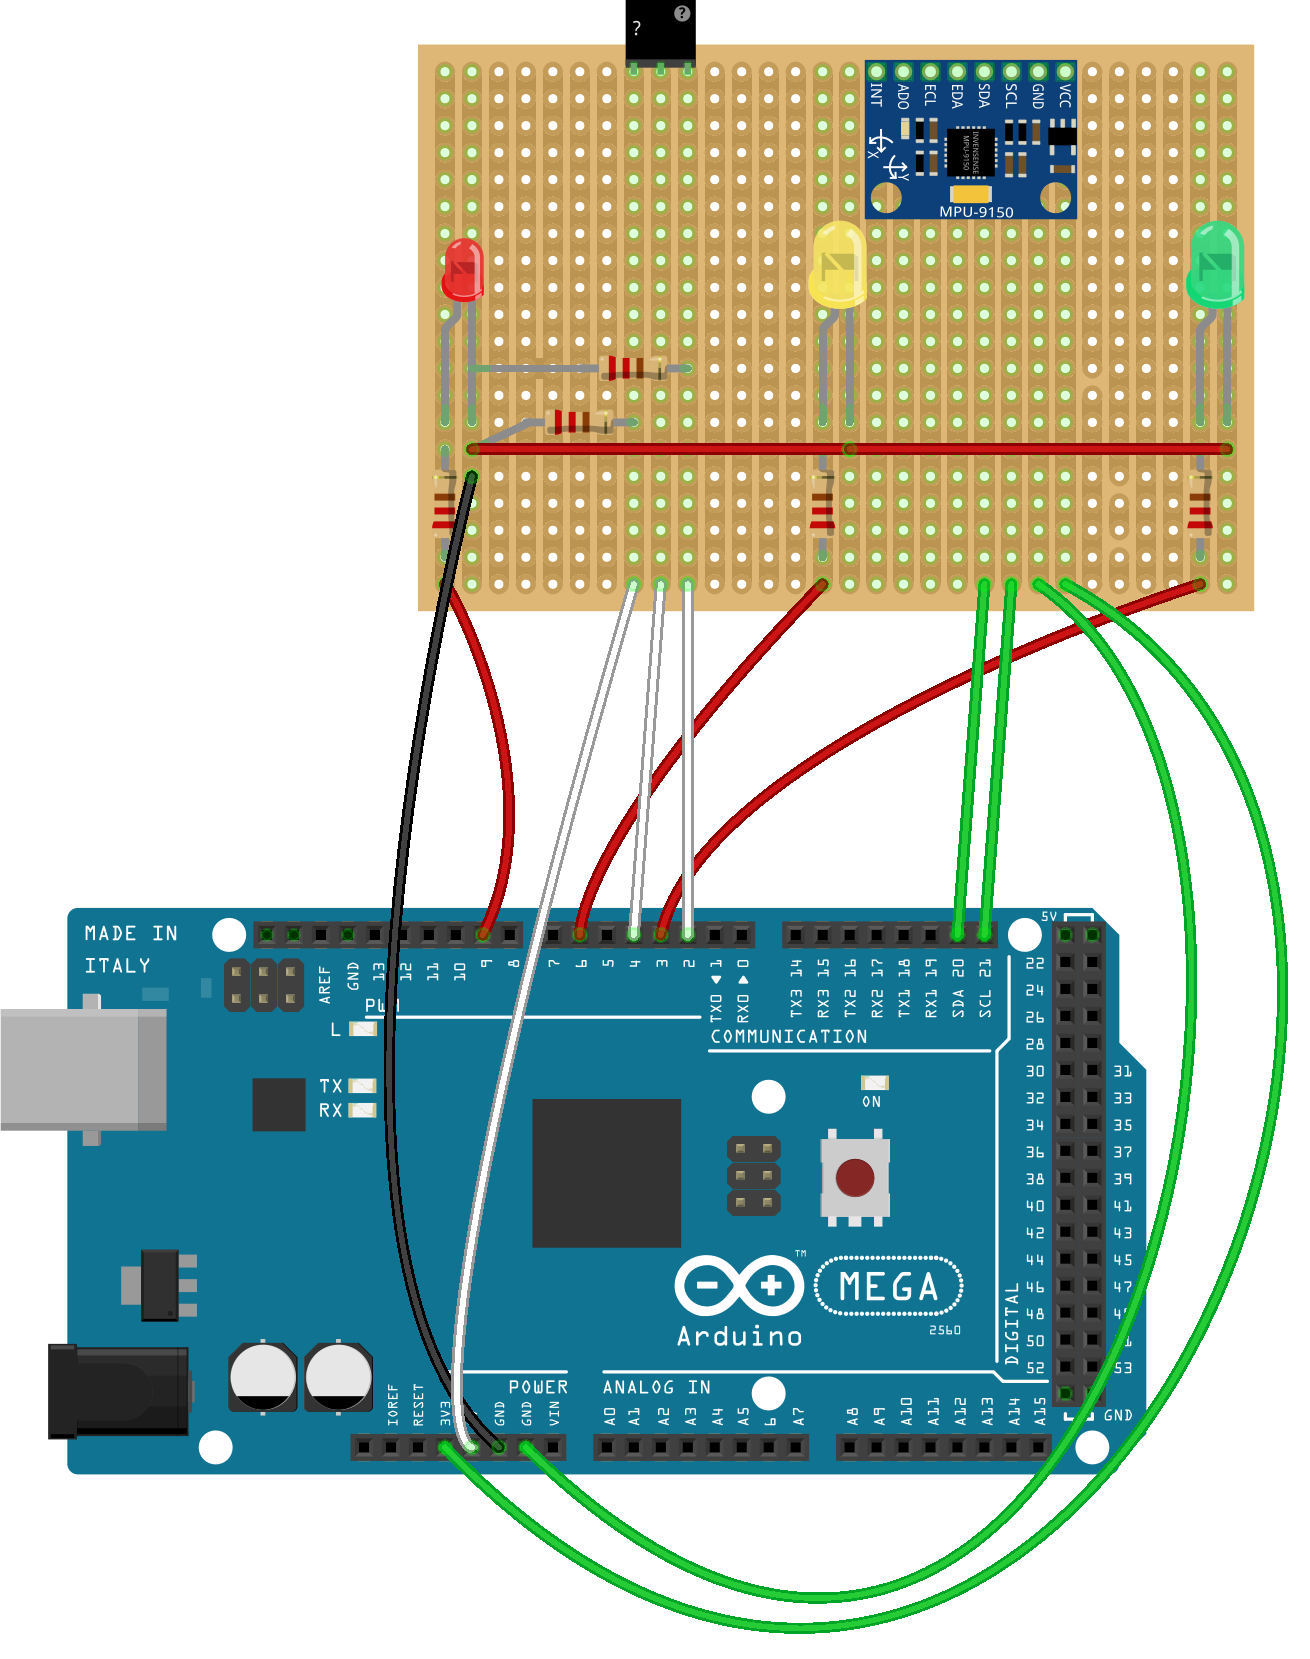 ?
?
INT
ADO
ECL
EDA
SDA
SCL
GND
VCC
INVENSENSE
MPU-9150
X
Y
MPU-9150
MADE IN
ITALY
AREF
GND
13
12
11
10
9
8
7
6
5
4
3
2
TX0 1
RX0 0
TX3 14
RX3 15
TX2 16
RX2 17
TX1 18
RX1 19
SDA 20
SCL 21
5V
22
24
26
28
30
31
32
33
34
35
36
37
38
39
40
41
42
43
44
45
46
47
48
50
52
53
L
TX
RX
COMMUNICATION
ON
TM
MEGA
Arduino
2560
DIGITAL
POWER
ANALOG IN
IOREF
RESET
3V3
GND
GND
VIN
A0
A1
A2
A3
A4
A5
6
A7
A8
A9
A10
A11
A12
A13
A14
A15
GND